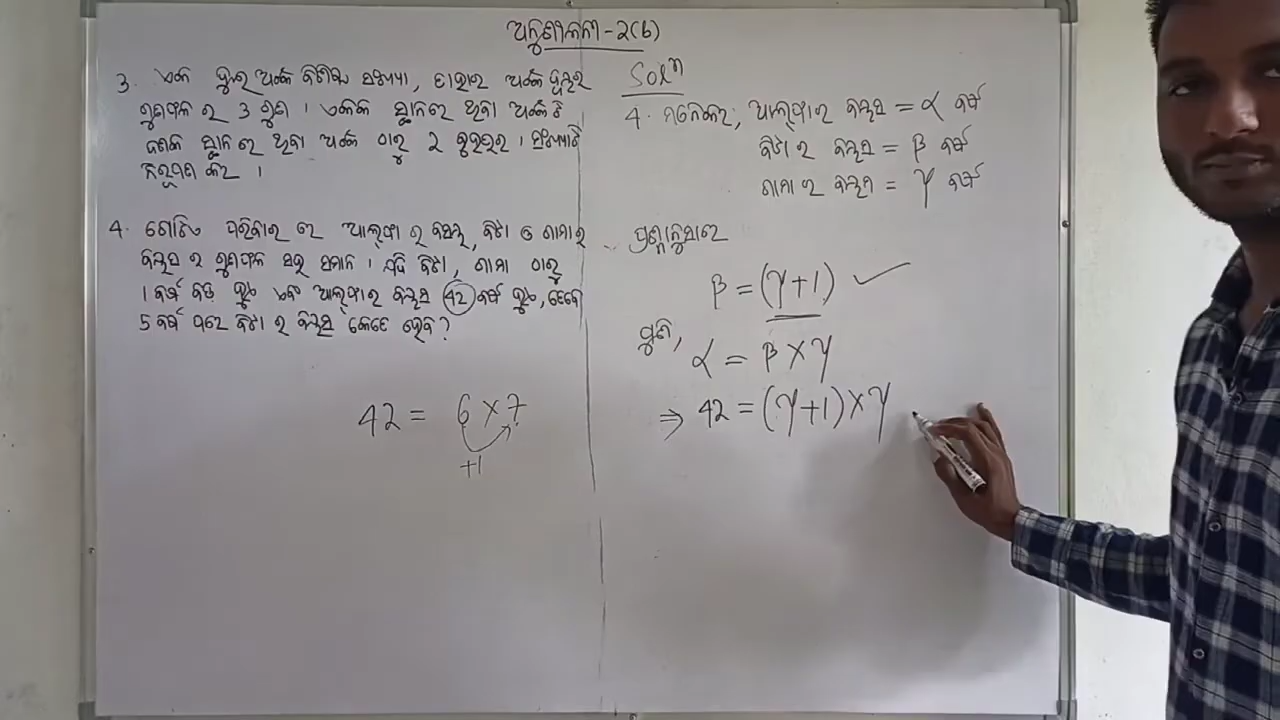 ଅନୁଶୀଳନୀ - ୨(b)
3. ଏକ ଦୁଇ ଅଙ୍କ ବିଶିଷ୍ଟ ସଂଖ୍ୟା, ତାହାର ଅଙ୍କ ଦ୍ୱୟର
ଗୁଣଫଳ ର 3 ଗୁଣ । ଏକକ ସ୍ଥାନରେ ଥିବା ଅଙ୍କଟି
ଦଶକ ସ୍ଥାନ ରେ ଥିବା ଅଙ୍କ ଠାରୁ ୨ ବୃହତ୍ତର । ସଂଖ୍ୟାଟି
ନିରୂପଣ କର ।
4. ଗୋଟିଏ ପରିବାର ରେ ଆଲ୍‌ଫା ର ବୟସ, ବିଟା ଓ ଗାମାର
ବୟସ ର ଗୁଣଫଳ ସହ ସମାନ । ଯଦି ବିଟା, ଗାମା ଠାରୁ
1 ବର୍ଷ ବଡ଼ ହୁଏ ଏବଂ ଆଲ୍‌ଫାର ବୟସ 42 ବର୍ଷ ହୁଏ, ତେବେ
5 ବର୍ଷ ପରେ ବିଟା ର ବୟସ କେତେ ହେବ?
42 = 6 × 7
+1
Solⁿ
4. ମନେକର, ଆଲ୍‌ଫାର ବୟସ = α ବର୍ଷ
ବିଟା ର ବୟସ = β ବର୍ଷ
ଗାମା ର ବୟସ = γ ବର୍ଷ
ପ୍ରଶ୍ନାନୁସାରେ
β = (γ+1) ✓
ପୁଣି, α = β × γ
⇒ 42 = (γ+1) × γ